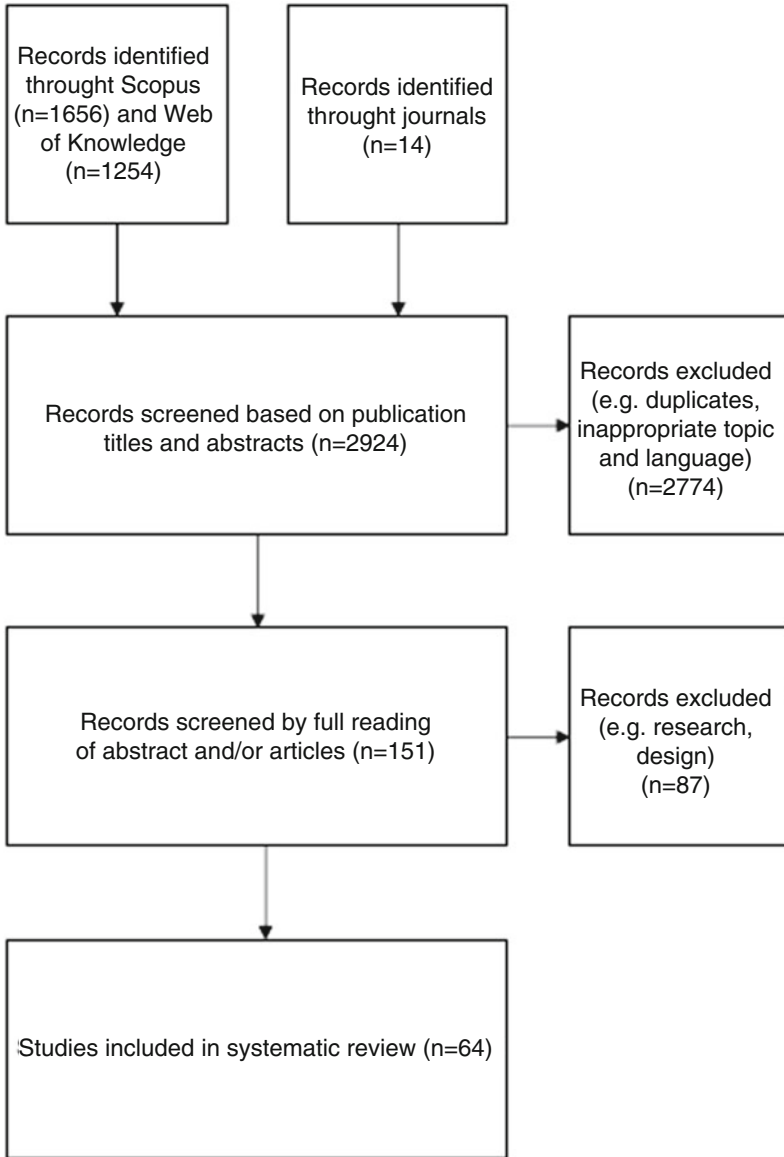 Records identified
throught Scopus
(n=1656) and Web
of Knowledge
(n=1254)
Records identified
throught journals
(n=14)
Records screened based on publication
titles and abstracts (n=2924)
Records excluded
(e.g. duplicates,
inappropriate topic
and language)
(n=2774)
Records screened by full reading
of abstract and/or articles (n=151)
Records excluded
(e.g. research,
design)
(n=87)
Studies included in systematic review (n=64)